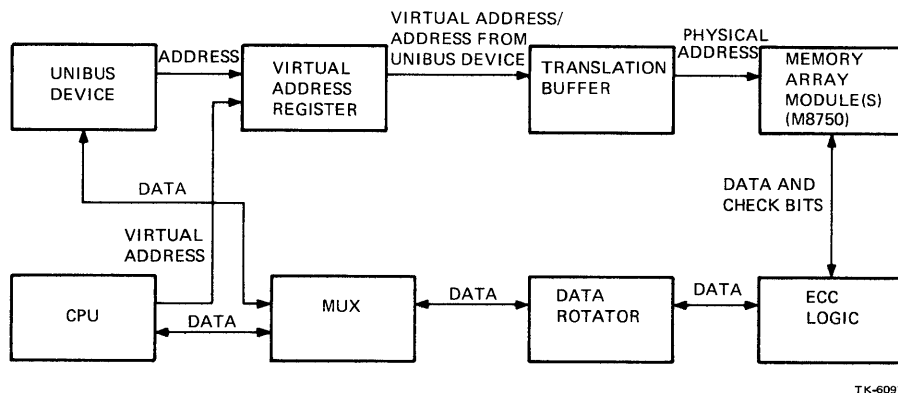 VIRTUAL ADDRESS/
ADDRESS FROM
UNIBUS DEVICE
PHYSICAL
ADDRESS
ADDRESS
UNIBUS
DEVICE
VIRTUAL
ADDRESS
REGISTER
TRANSLATION
BUFFER
MEMORY
ARRAY
MODULE(S)
(M8750)
DATA
DATA AND
CHECK BITS
VIRTUAL
ADDRESS
CPU
DATA
MUX
DATA
DATA
ROTATOR
DATA
ECC
LOGIC